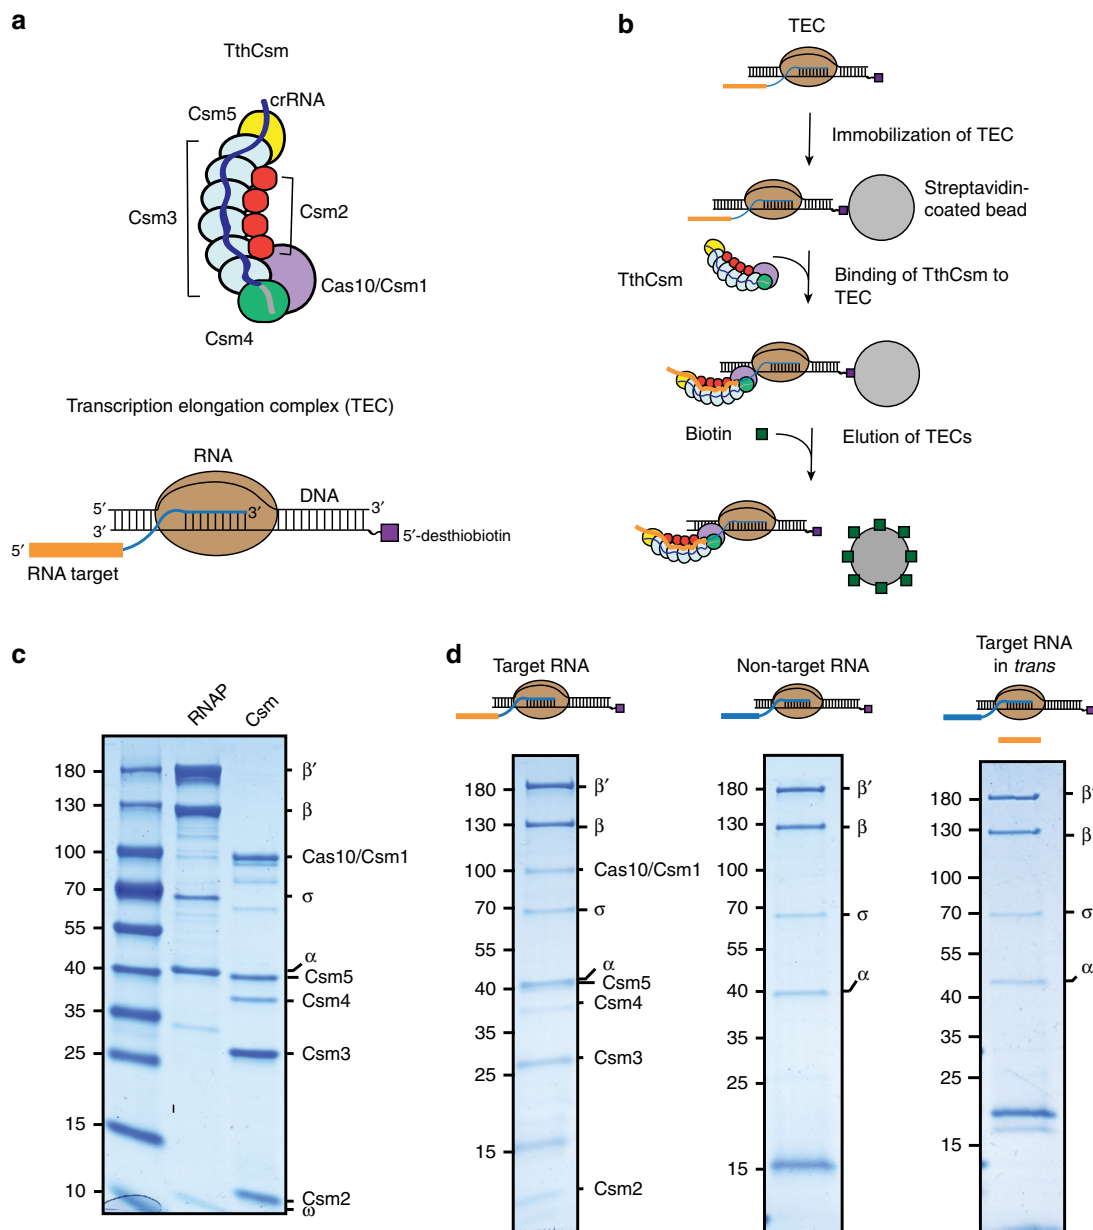 a
TthCsm
crRNA
Csm5
Csm3
Csm2
Cas10/Csm1
Csm4
Transcription elongation complex (TEC)
RNA
DNA
5′
3′
3′
3′
5′
5′-desthiobiotin
RNA target
b
TEC
Immobilization of TEC
Streptavidin-
coated bead
TthCsm
Binding of TthCsm to
TEC
Biotin
Elution of TECs
c
RNAP
Csm
180
130
100
70
55
40
35
25
15
10
β′
β
Cas10/Csm1
σ
α
Csm5
Csm4
Csm3
Csm2
ω
d
Target RNA
180
130
100
70
55
40
35
25
15
β′
β
Cas10/Csm1
σ
α
Csm5
Csm4
Csm3
Csm2
Non-target RNA
180
130
100
70
55
40
35
25
15
β′
β
σ
α
Target RNA
in trans
180
130
100
70
55
40
35
25
15
β′
β
σ
α